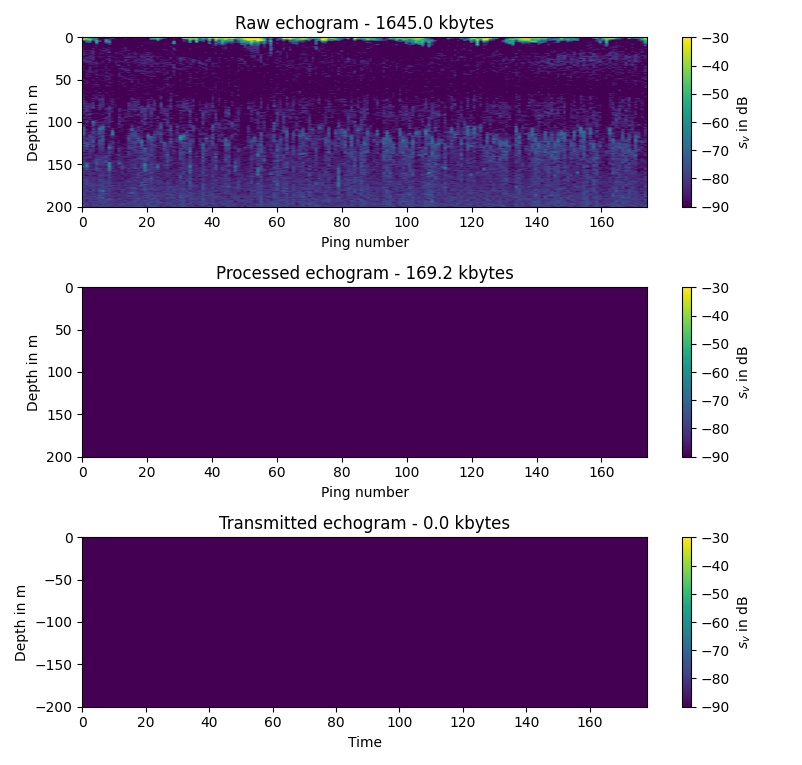 Raw echogram - 1645.0 kbytes
0
50
100
150
200
Depth in m
0 20 40 60 80 100 120 140 160
Ping number
−30
−40
−50
−60
−70
−80
−90
sv in dB
Processed echogram - 169.2 kbytes
0
50
100
150
200
Depth in m
0 20 40 60 80 100 120 140 160
Ping number
−30
−40
−50
−60
−70
−80
−90
sv in dB
Transmitted echogram - 0.0 kbytes
0
−50
−100
−150
−200
Depth in m
0 20 40 60 80 100 120 140 160
Time
−30
−40
−50
−60
−70
−80
−90
sv in dB